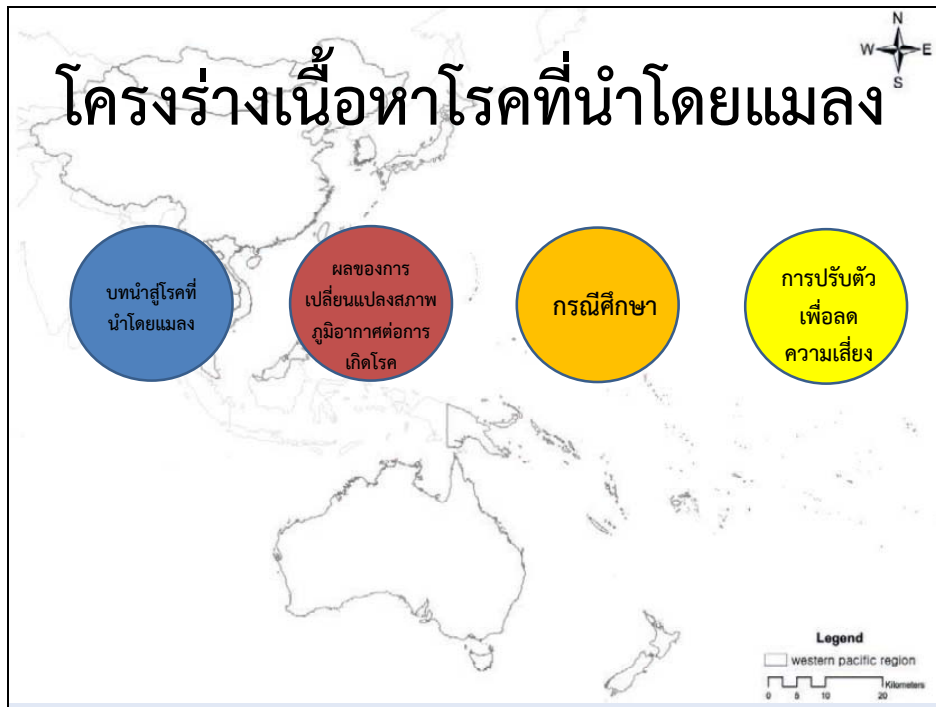 N
W E
S
โครงร่างเนื้อหาโรคที่นำโดยแมลง
บทนำสู่โรคที่
นำโดยแมลง
ผลของการ
เปลี่ยนแปลงสภาพ
ภูมิอากาศต่อการ
เกิดโรค
กรณีศึกษา
การปรับตัว
เพื่อลด
ความเสี่ยง
Legend
western pacific region
Kilometers
0 5 10 20